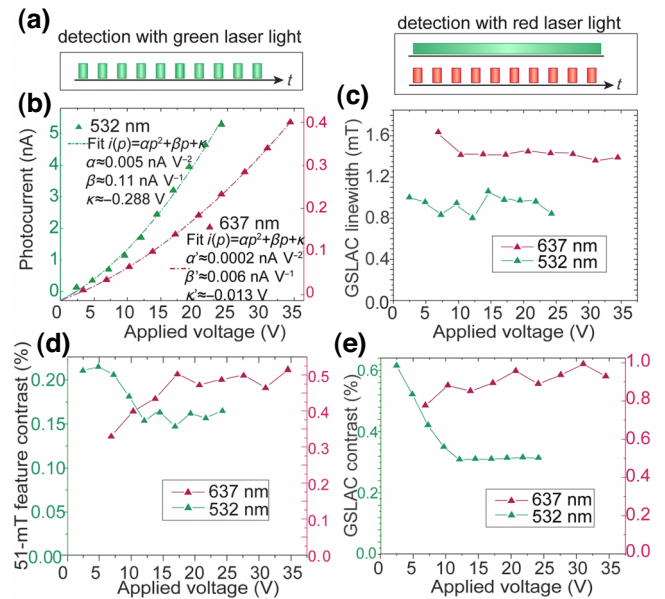 (a)
detection with green laser light
t
detection with red laser light
t
(b)
Photocurrent (nA)
5
4
3
2
1
0
532 nm
Fit i(p)=αp²+βp+κ
α≈0.005 nA V⁻²
β≈0.11 nA V⁻¹
κ≈−0.288 V
637 nm
Fit i(p)=αp²+βp+κ
α'≈0.0002 nA V⁻²
β'≈0.006 nA V⁻¹
κ'≈−0.013 V
0.4
0.3
0.2
0.1
0
0 5 10 15 20 25 30 35
Applied voltage (V)
(c)
GSLAC linewidth (mT)
1.6
1.2
0.8
0.4
0.0
637 nm
532 nm
0 5 10 15 20 25 30 35
Applied voltage (V)
(d)
51-mT feature contrast (%)
0.20
0.15
0.10
0.05
0.00
637 nm
532 nm
0.5
0.4
0.3
0.2
0.1
0.0
0 5 10 15 20 25 30 35
Applied voltage (V)
(e)
GSLAC contrast (%)
0.6
0.4
0.2
0.0
637 nm
532 nm
1.0
0.8
0.6
0.4
0.2
0.0
0 5 10 15 20 25 30 35
Applied voltage (V)